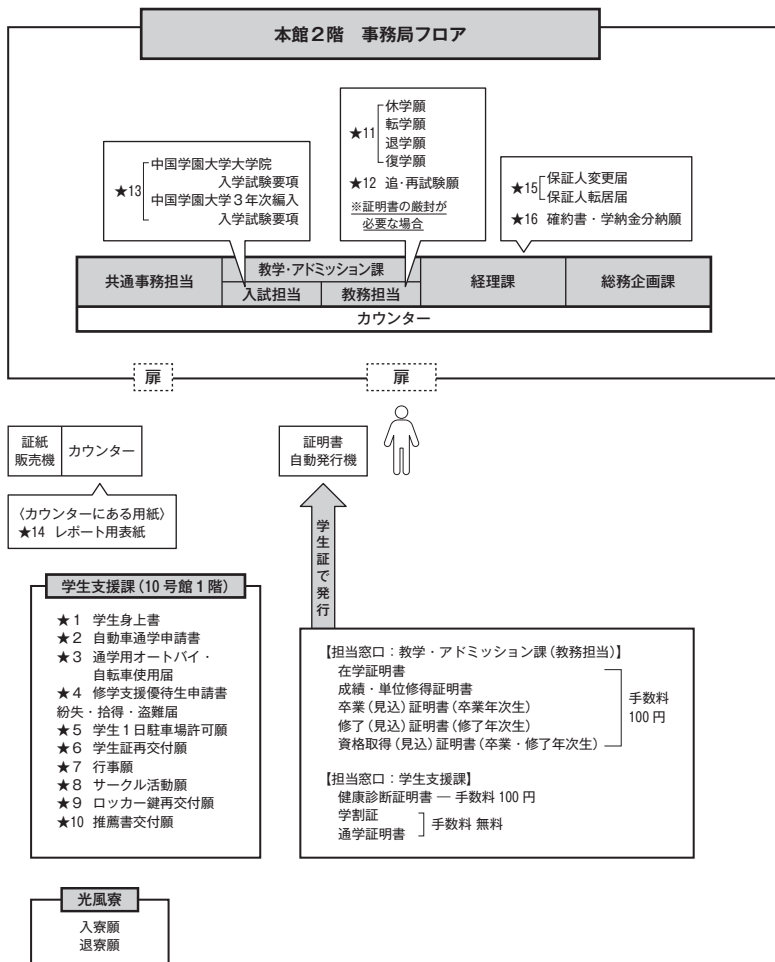 本館2階 事務局フロア
★11
休学願
転学願
退学願
復学願
★12 追・再試験願
※証明書の厳封が
必要な場合
★13
中国学園大学大学院
入学試験要項
中国学園大学3年次編入
入学試験要項
★15
保証人変更届
保証人転居届
★16 確約書・学納金分納願
共通事務担当
教学・アドミッション課
入試担当
教務担当
経理課
総務企画課
カウンター
扉
扉
証紙
販売機
カウンター
証明書
自動発行機
〈カウンターにある用紙〉
★14 レポート用表紙
学生証で発行
学生支援課(10号館1階)
★1 学生身上書
★2 自動車通学申請書
★3 通学用オートバイ・
自転車使用届
★4 修学支援優待生申請書
紛失・拾得・盗難届
★5 学生1日駐車場許可願
★6 学生証再交付願
★7 行事願
★8 サークル活動願
★9 ロッカー鍵再交付願
★10 推薦書交付願
【担当窓口:教学・アドミッション課(教務担当)】
在学証明書
成績・単位修得証明書
卒業(見込)証明書(卒業年次生)
修了(見込)証明書(修了年次生)
資格取得(見込)証明書(卒業・修了年次生)
手数料
100円
【担当窓口:学生支援課】
健康診断証明書 ― 手数料 100円
学割証
通学証明書
手数料 無料
光風寮
入寮願
退寮願